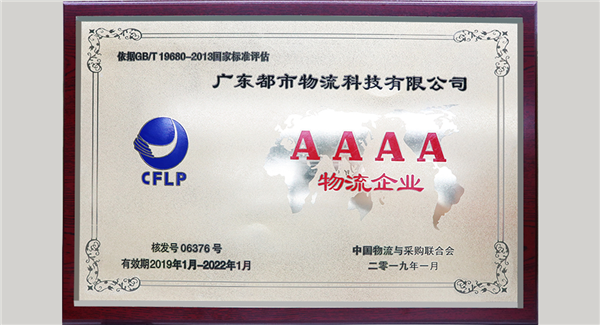 依据GB/T 19680-2013国家标准评估
广东都市物流科技有限公司
CFLP
AAAA
物流企业
核发号 06376 号
有效期2019年1月-2022年1月
中国物流与采购联合会
二零一九年一月